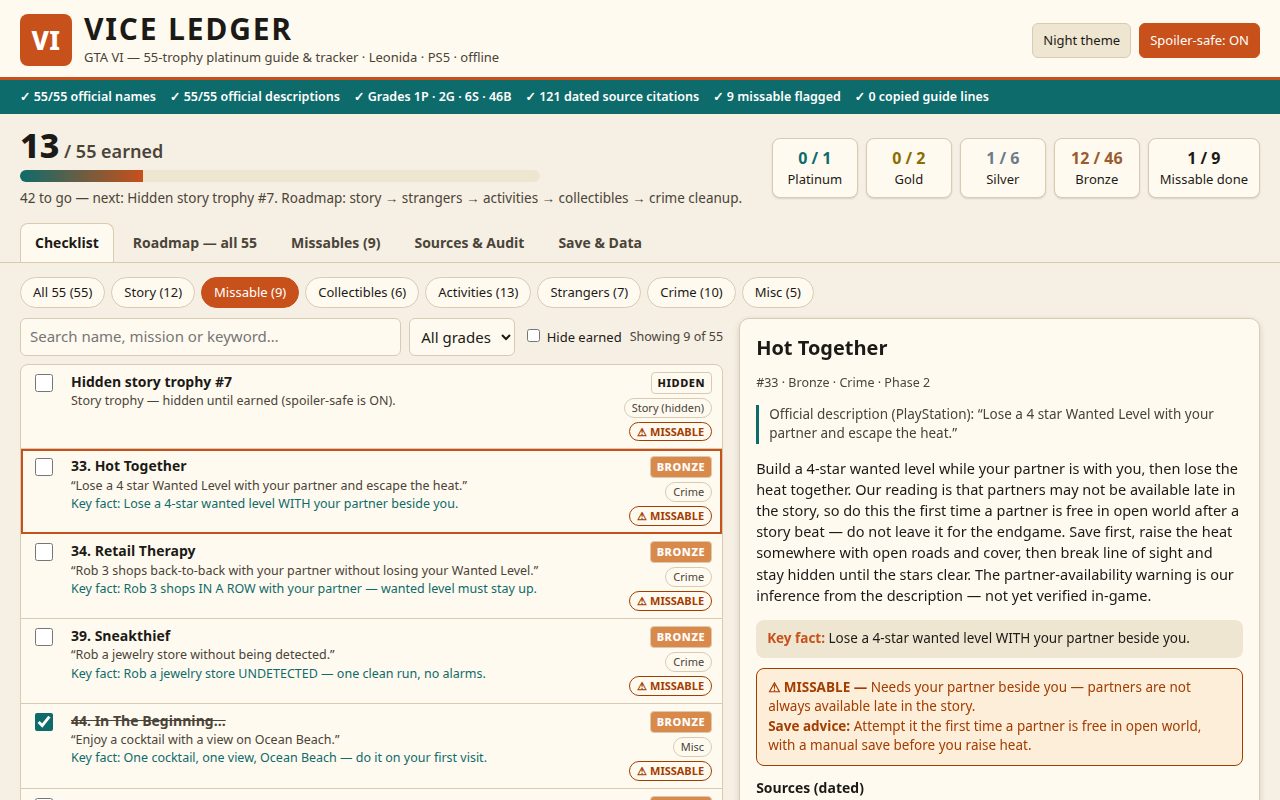 VI
VICE LEDGER
GTA VI — 55-trophy platinum guide & tracker · Leonida · PS5 · offline
Night theme
Spoiler-safe: ON
✓ 55/55 official names ✓ 55/55 official descriptions ✓ Grades 1P · 2G · 6S · 46B ✓ 121 dated source citations ✓ 9 missable flagged ✓ 0 copied guide lines
13 / 55 earned
42 to go — next: Hidden story trophy #7. Roadmap: story → strangers → activities → collectibles → crime cleanup.
0 / 1
Platinum
0 / 2
Gold
1 / 6
Silver
12 / 46
Bronze
1 / 9
Missable done
Checklist
Roadmap — all 55
Missables (9)
Sources & Audit
Save & Data
All 55 (55)
Story (12)
Missable (9)
Collectibles (6)
Activities (13)
Strangers (7)
Crime (10)
Misc (5)
Search name, mission or keyword...
All grades
Hide earned
Showing 9 of 55
Hidden story trophy #7
Story trophy — hidden until earned (spoiler-safe is ON).
HIDDEN
Story (hidden)
⚠ MISSABLE
33. Hot Together
“Lose a 4 star Wanted Level with your partner and escape the heat.”
Key fact: Lose a 4-star wanted level WITH your partner beside you.
BRONZE
Crime
⚠ MISSABLE
34. Retail Therapy
“Rob 3 shops back-to-back with your partner without losing your Wanted Level.”
Key fact: Rob 3 shops IN A ROW with your partner — wanted level must stay up.
BRONZE
Crime
⚠ MISSABLE
39. Sneakthief
“Rob a jewelry store without being detected.”
Key fact: Rob a jewelry store UNDETECTED — one clean run, no alarms.
BRONZE
Crime
⚠ MISSABLE
44. In The Beginning...
“Enjoy a cocktail with a view on Ocean Beach.”
Key fact: One cocktail, one view, Ocean Beach — do it on your first visit.
BRONZE
Misc
⚠ MISSABLE
Hot Together
#33 · Bronze · Crime · Phase 2
Official description (PlayStation): “Lose a 4 star Wanted Level with your
partner and escape the heat.”
Build a 4-star wanted level while your partner is with you, then lose the
heat together. Our reading is that partners may not be available late in
the story, so do this the first time a partner is free in open world after a
story beat — do not leave it for the endgame. Save first, raise the heat
somewhere with open roads and cover, then break line of sight and
stay hidden until the stars clear. The partner-availability warning is our
inference from the description — not yet verified in-game.
Key fact: Lose a 4-star wanted level WITH your partner beside you.
⚠ MISSABLE — Needs your partner beside you — partners are not
always available late in the story.
Save advice: Attempt it the first time a partner is free in open world,
with a manual save before you raise heat.
Sources (dated)